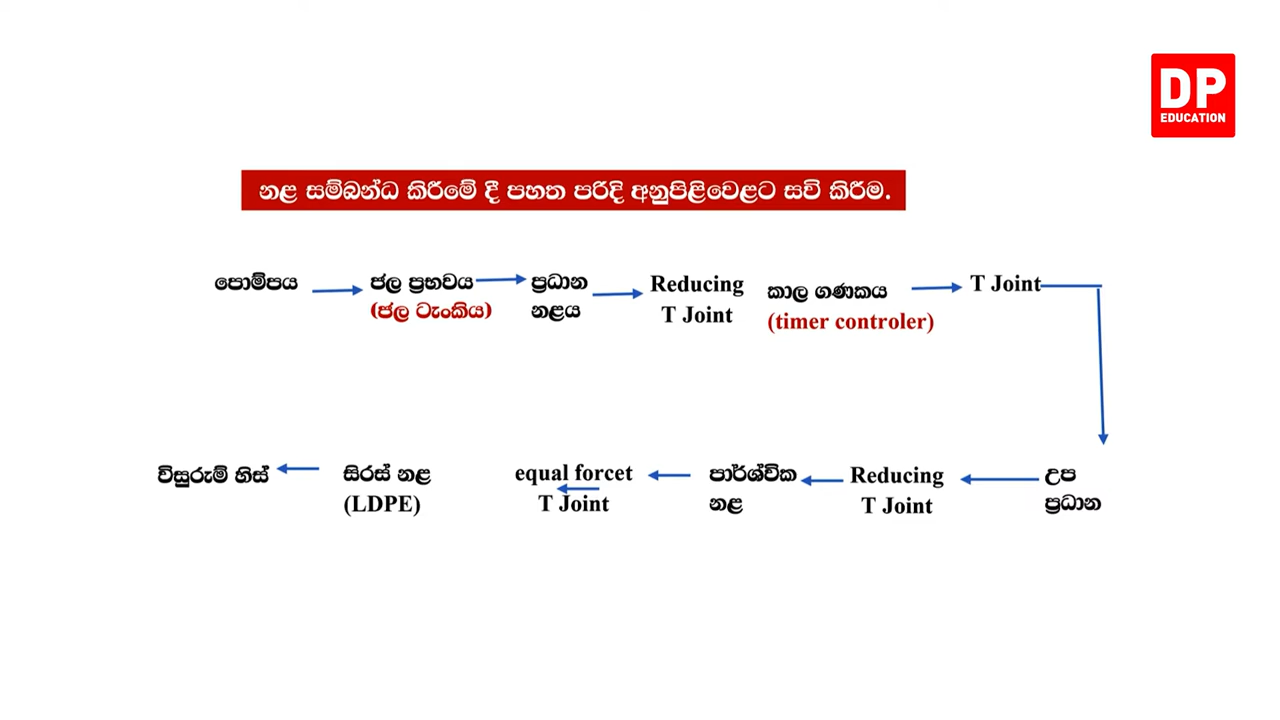 DP
EDUCATION
නළ සම්බන්ධ කිරීමේ දී පහත පරිදි අනුපිළිවෙළට සවි කිරීම.
පොම්පය
ජල ප්‍රභවය
(ජල ටැංකිය)
ප්‍රධාන
නළය
Reducing
T Joint
කාල ගණකය
(timer controler)
T Joint
උප
ප්‍රධාන
Reducing
T Joint
පාර්ශ්වික
නළ
equal forcet
T Joint
සිරස් නළ
(LDPE)
විසුරුම් හිස්